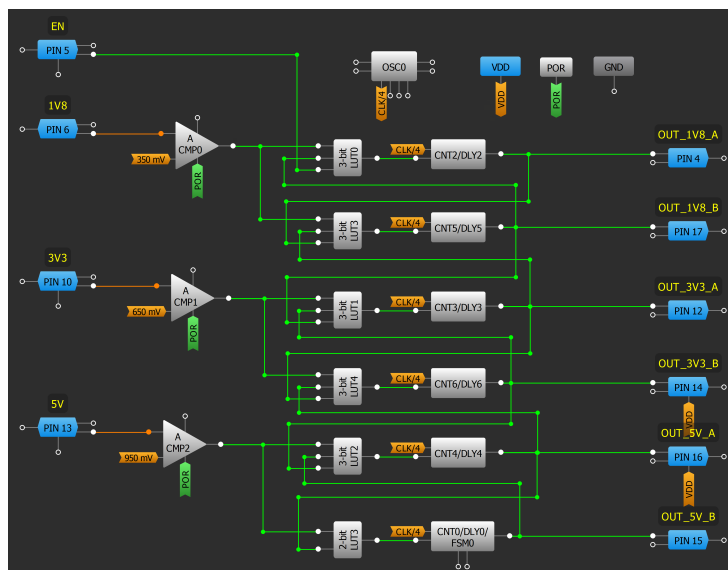 EN
PIN 5
OSC0
VDD
POR
GND
CLK/4
VDD
POR
1V8
PIN 6
A
CMP0
350 mV
POR
3-bit
LUT0
CLK/4
CNT2/DLY2
OUT_1V8_A
PIN 4
3-bit
LUT3
CLK/4
CNT5/DLY5
OUT_1V8_B
PIN 17
3V3
PIN 10
A
CMP1
650 mV
POR
3-bit
LUT1
CLK/4
CNT3/DLY3
OUT_3V3_A
PIN 12
3-bit
LUT4
CLK/4
CNT6/DLY6
OUT_3V3_B
PIN 14
VDD
5V
PIN 13
A
CMP2
950 mV
POR
3-bit
LUT2
CLK/4
CNT4/DLY4
OUT_5V_A
PIN 16
VDD
2-bit
LUT3
CLK/4
CNT0/DLY0/
FSM0
OUT_5V_B
PIN 15